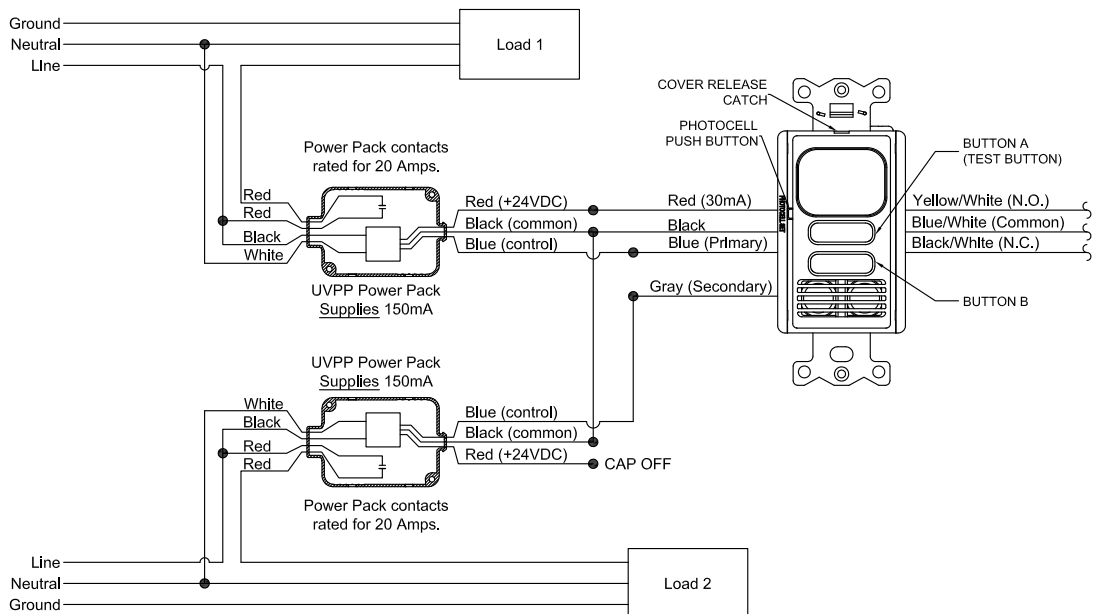 Ground
Neutral
Line
Load 1
COVER RELEASE
CATCH
PHOTOCELL
PUSH BUTTON
BUTTON A
(TEST BUTTON)
Power Pack contacts
rated for 20 Amps.
Red
Red
Black
White
Red (+24VDC)
Black (common)
Blue (control)
Red (30mA)
Black
Blue (Primary)
Gray (Secondary)
Yellow/White (N.O.)
Blue/White (Common)
Black/White (N.C.)
BUTTON B
UVPP Power Pack
Supplies 150mA
UVPP Power Pack
Supplies 150mA
White
Black
Red
Red
Blue (control)
Black (common)
Red (+24VDC)
CAP OFF
Power Pack contacts
rated for 20 Amps.
Line
Neutral
Ground
Load 2